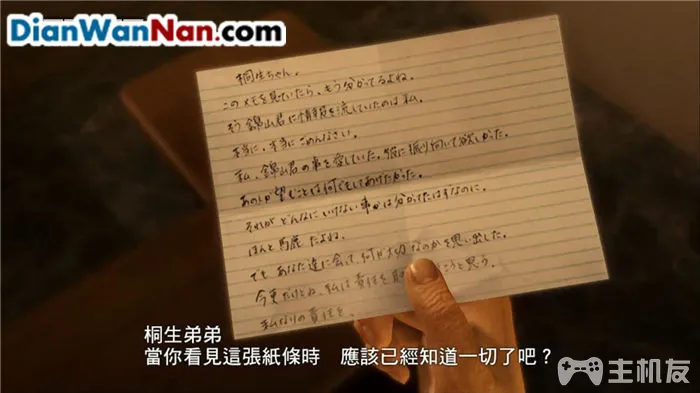 DianWanNan.com
桐生ちゃん。
このメモを見ていたら、もう分かってるよね。
そう 錦山君に情報を流していたのは私。
本当に、本当に ごめんなさい。
私、錦山君の事を愛していた。彼に振り向いて欲しかった。
あの人が望むことは何でもしてあげたかった。
それが どんなに いけない事かは分かってたはずなのに。
ほんと馬鹿だよね。
でも、あなた達に会って、何が大切なのかを思い出した。
今更だけどね、私は責任を取 こうと思う。
私なりの責任を。
桐生弟弟
當你看見這張紙條時 應該已經知道一切了吧？
主机友